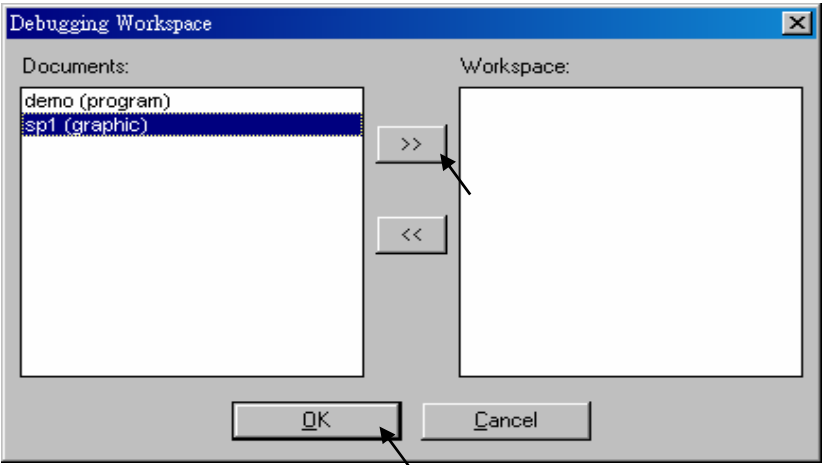 Debugging Workspace
Documents:
Workspace:
demo (program)
sp1 (graphic)
>>
<<
OK
Cancel